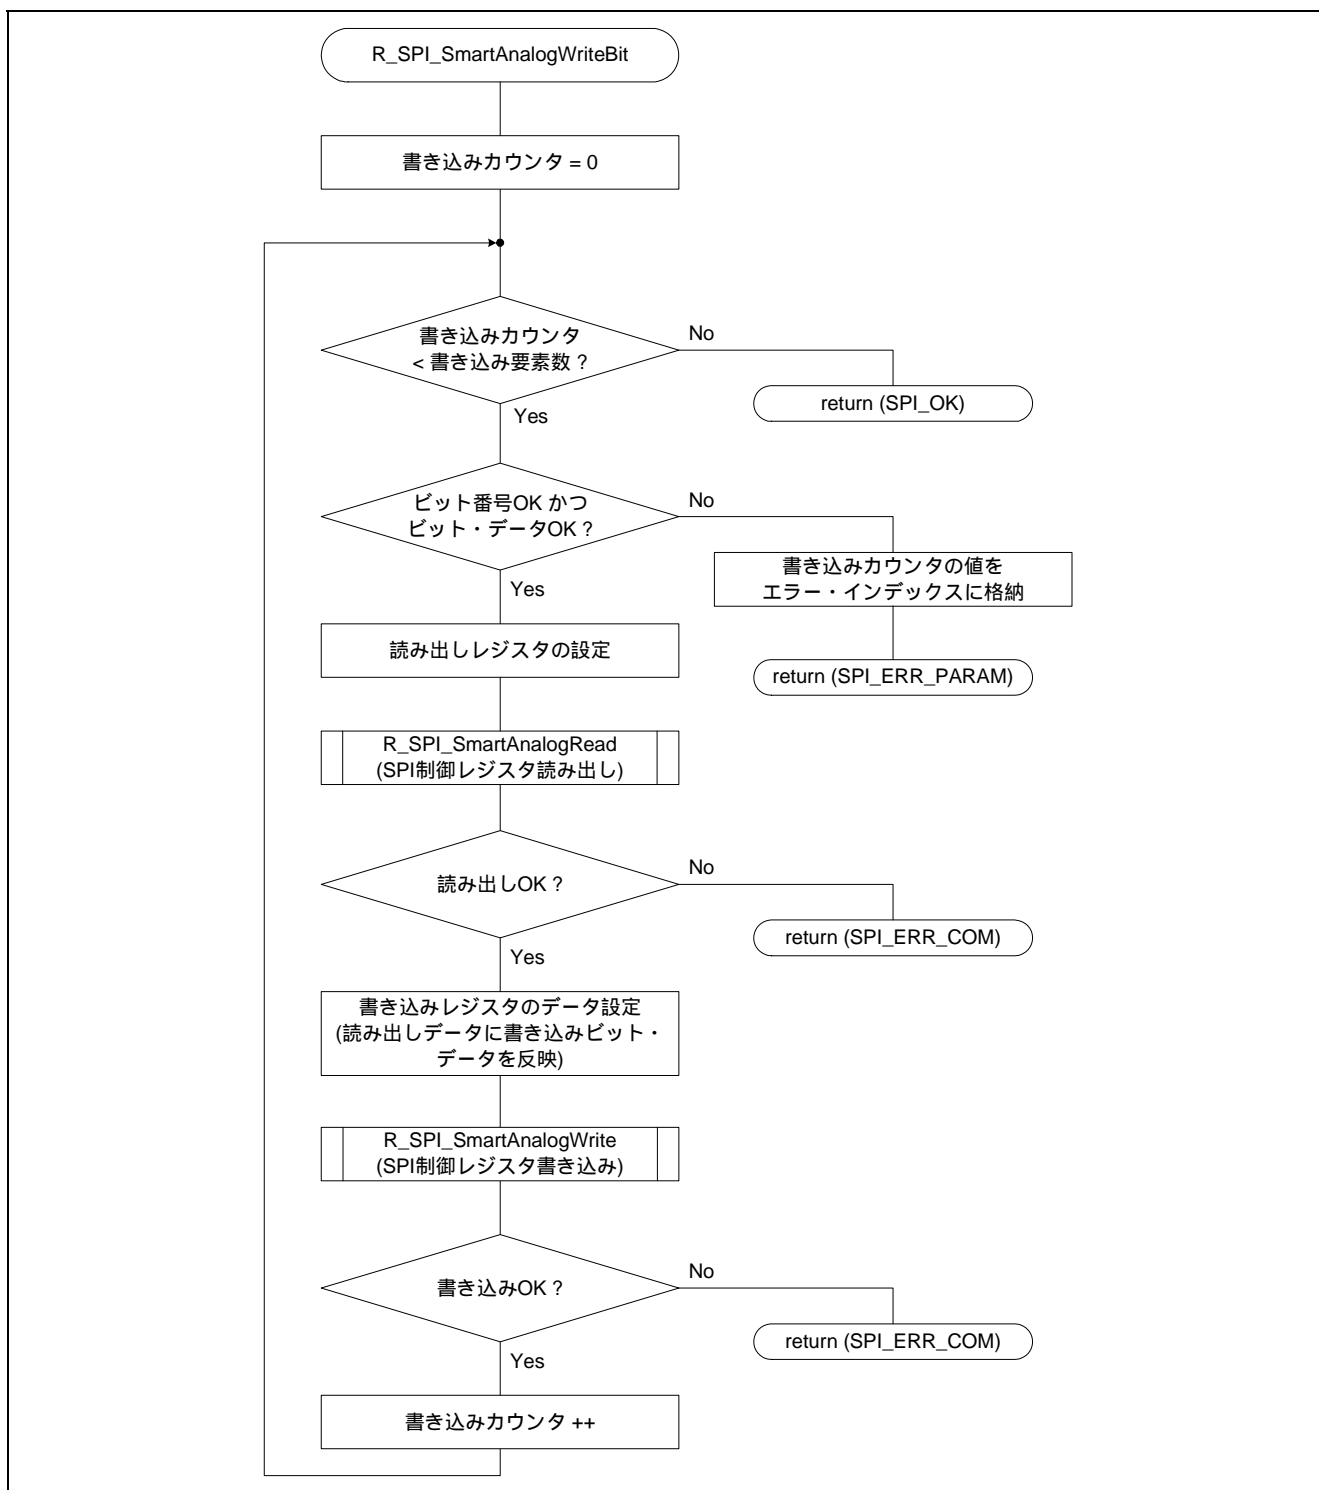 R_SPI_SmartAnalogWriteBit
書き込みカウンタ = 0
書き込みカウンタ
< 書き込み要素数 ?
No
return (SPI_OK)
Yes
ビット番号OK かつ
ビット・データOK ?
No
書き込みカウンタの値を
エラー・インデックスに格納
return (SPI_ERR_PARAM)
Yes
読み出しレジスタの設定
R_SPI_SmartAnalogRead
(SPI制御レジスタ読み出し)
読み出しOK ?
No
return (SPI_ERR_COM)
Yes
書き込みレジスタのデータ設定
(読み出しデータに書き込みビット・
データを反映)
R_SPI_SmartAnalogWrite
(SPI制御レジスタ書き込み)
書き込みOK ?
No
return (SPI_ERR_COM)
Yes
書き込みカウンタ ++